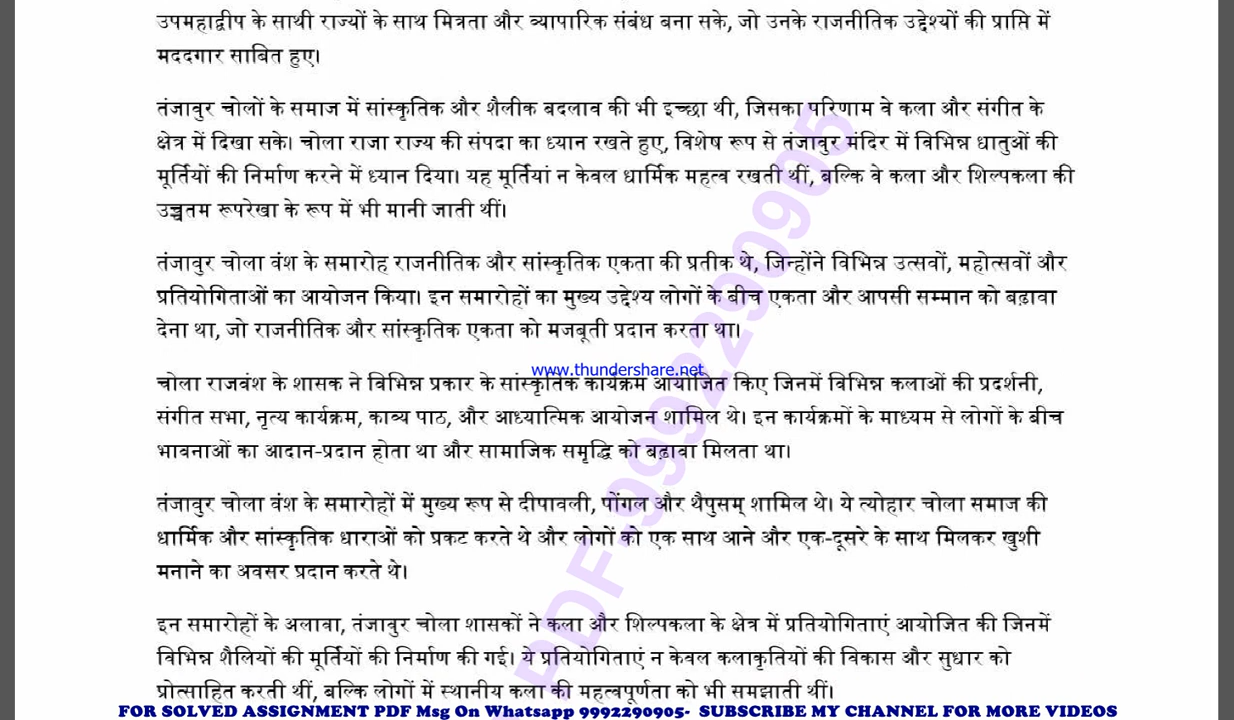 उपमहाद्वीप के साथी राज्यों के साथ मित्रता और व्यापारिक संबंध बना सके, जो उनके राजनीतिक उद्देश्यों की प्राप्ति में
मददगार साबित हुए।
तंजावुर चोलों के समाज में सांस्कृतिक और शैलीक बदलाव की भी इच्छा थी, जिसका परिणाम वे कला और संगीत के
क्षेत्र में दिखा सके। चोला राजा राज्य की संपदा का ध्यान रखते हुए, विशेष रूप से तंजावुर मंदिर में विभिन्न धातुओं की
मूर्तियों की निर्माण करने में ध्यान दिया। यह मूर्तियां न केवल धार्मिक महत्व रखती थीं, बल्कि वे कला और शिल्पकला की
उच्चतम रूपरेखा के रूप में भी मानी जाती थीं।
तंजावुर चोला वंश के समारोह राजनीतिक और सांस्कृतिक एकता की प्रतीक थे, जिन्होंने विभिन्न उत्सवों, महोत्सवों और
प्रतियोगिताओं का आयोजन किया। इन समारोहों का मुख्य उद्देश्य लोगों के बीच एकता और आपसी सम्मान को बढ़ावा
देना था, जो राजनीतिक और सांस्कृतिक एकता को मजबूती प्रदान करता था।
www.thundershare.net
चोला राजवंश के शासक ने विभिन्न प्रकार के सांस्कृतिक कार्यक्रम आयोजित किए जिनमें विभिन्न कलाओं की प्रदर्शनी,
संगीत सभा, नृत्य कार्यक्रम, काव्य पाठ, और आध्यात्मिक आयोजन शामिल थे। इन कार्यक्रमों के माध्यम से लोगों के बीच
भावनाओं का आदान-प्रदान होता था और सामाजिक समृद्धि को बढ़ावा मिलता था।
तंजावुर चोला वंश के समारोहों में मुख्य रूप से दीपावली, पोंगल और थैपुसम् शामिल थे। ये त्योहार चोला समाज की
धार्मिक और सांस्कृतिक धाराओं को प्रकट करते थे और लोगों को एक साथ आने और एक-दूसरे के साथ मिलकर खुशी
मनाने का अवसर प्रदान करते थे।
इन समारोहों के अलावा, तंजावुर चोला शासकों ने कला और शिल्पकला के क्षेत्र में प्रतियोगिताएं आयोजित की जिनमें
विभिन्न शैलियों की मूर्तियों की निर्माण की गई। ये प्रतियोगिताएं न केवल कलाकृतियों की विकास और सुधार को
प्रोत्साहित करती थीं, बल्कि लोगों में स्थानीय कला की महत्वपूर्णता को भी समझाती थीं।
PDF-9992290905
FOR SOLVED ASSIGNMENT PDF Msg On Whatsapp 9992290905- SUBSCRIBE MY CHANNEL FOR MORE VIDEOS